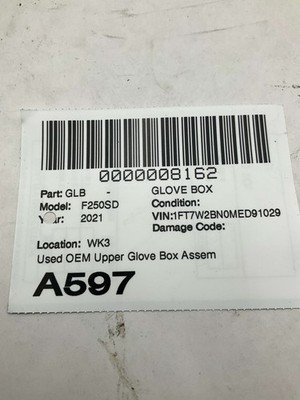 0000008162
Part: GLB - GLOVE BOX
Model: F250SD Condition:
Year: 2021 VIN:1FT7W2BN0MED91029
Damage Code:
Location: WK3
Used OEM Upper Glove Box Assem
A597